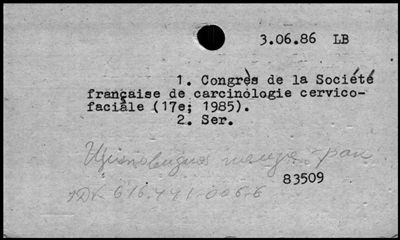 3.06.86 LB
1. Congrès de la Société
française de carcinologie cervico-
faciale (17e; 1985).
2. Ser.
83509